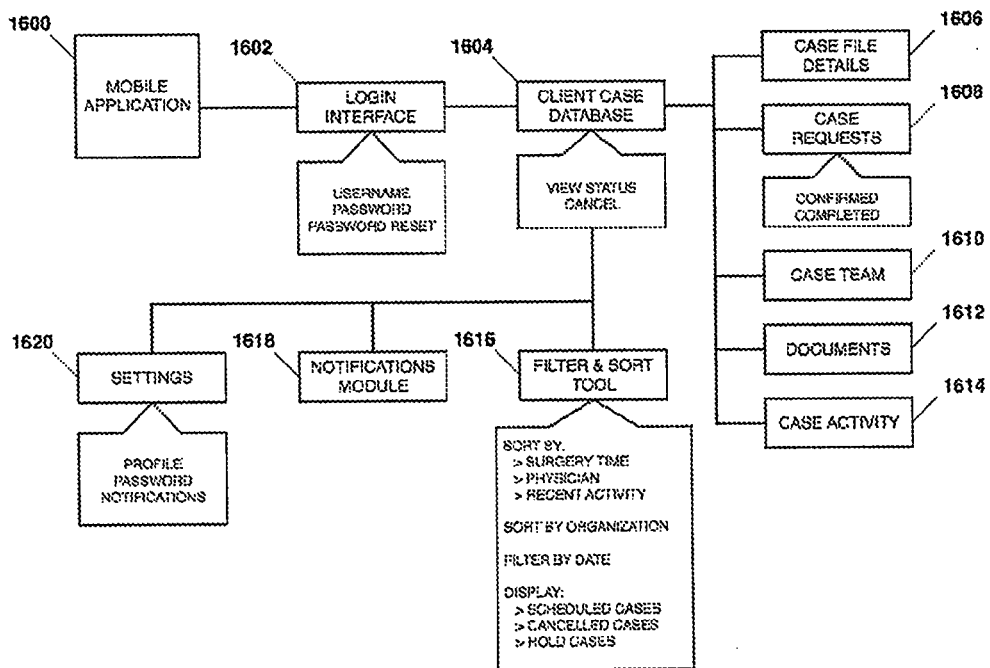 1600
MOBILE
APPLICATION
1602
LOGIN
INTERFACE
USERNAME
PASSWORD
PASSWORD RESET
1604
CLIENT CASE
DATABASE
VIEW STATUS
CANCEL
1606
CASE FILE
DETAILS
1608
CASE
REQUESTS
CONFIRMED
COMPLETED
1610
CASE TEAM
1612
DOCUMENTS
1614
CASE ACTIVITY
1620
SETTINGS
PROFILE
PASSWORD
NOTIFICATIONS
1618
NOTIFICATIONS
MODULE
1616
FILTER & SORT
TOOL
SORT BY:
> SURGERY TIME
> PHYSICIAN
> RECENT ACTIVITY
SORT BY ORGANIZATION
FILTER BY DATE
DISPLAY:
> SCHEDULED CASES
> CANCELLED CASES
> HOLD CASES